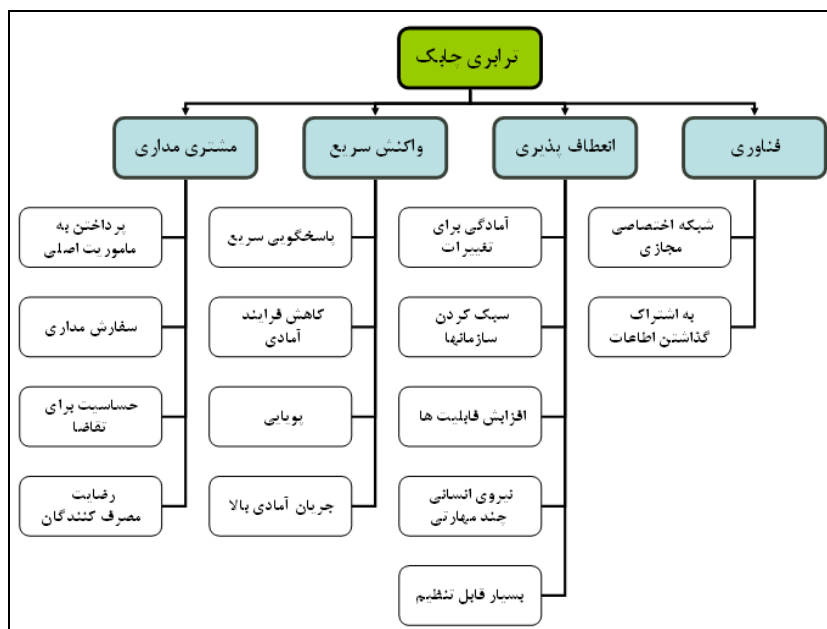 ترابری چابک
فناوری
انعطاف پذیری
واکنش سریع
مشتری مداری
شبکه اختصاصی
مجازی
به اشتراک
گذاشتن اطاعات
آمادگی برای
تغییرات
سبک کردن
سازمانها
افزایش قابلیت ها
نیروی انسانی
چند مهارتی
بسیار قابل تنظیم
پاسخگویی سریع
کاهش فرایند
آمادی
پویایی
جریان آمادی بالا
پرداختن به
ماموریت اصلی
سفارش مداری
حساسیت برای
تقاضا
رضایت
مصرف کنندگان